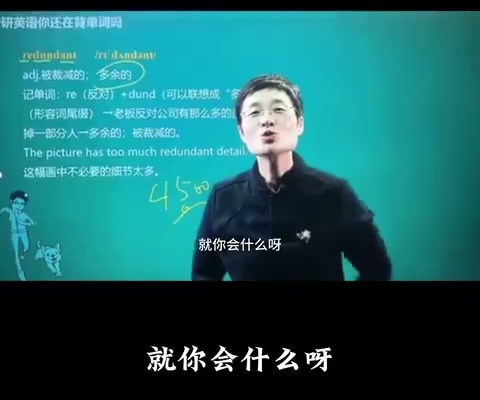 研英语你还在背单词吗
redundant /rɪˈdʌndənt/
adj.被裁减的；多余的
记单词：re（反对）+dund（可以联想成“多
（形容词尾缀）→老板反对公司有那么多的
掉一部分人→多余的；被裁减的。
The picture has too much redundant detail.
这幅画中不必要的细节太多。
4500
就你会什么呀
就你会什么呀